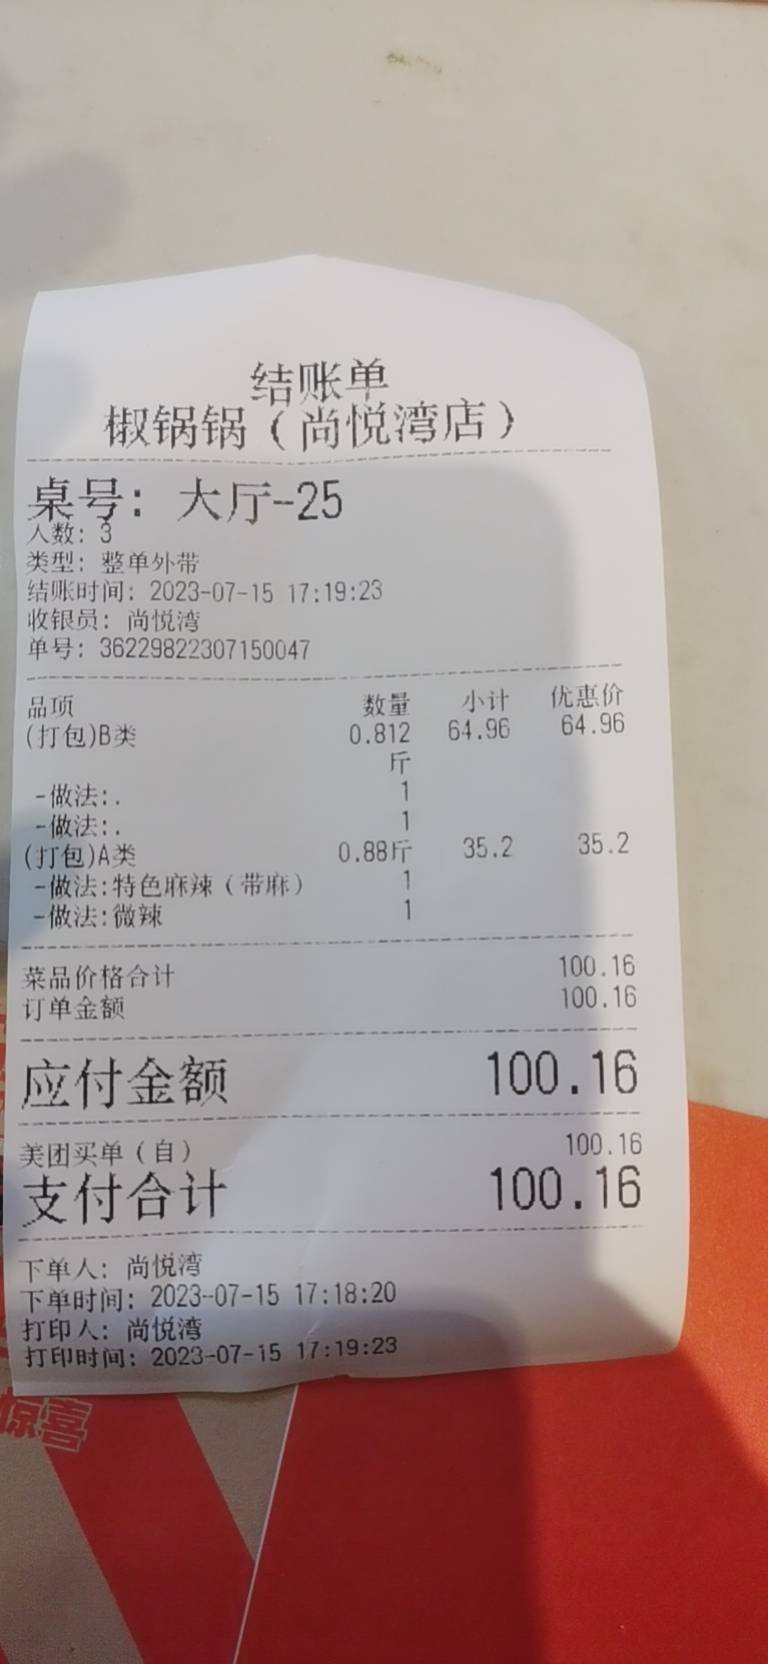 结账单
椒锅锅（尚悦湾店）
桌号: 大厅-25
人数: 3
类型: 整单外带
结账时间: 2023-07-15 17:19:23
收银员: 尚悦湾
单号: 36229822307150047
品项 数量 小计 优惠价
(打包)B类 0.812 64.96 64.96
斤
-做法:. 1
-做法:. 1
(打包)A类 0.88斤 35.2 35.2
-做法:特色麻辣（带麻） 1
-做法:微辣 1
菜品价格合计 100.16
订单金额 100.16
应付金额 100.16
美团买单（自） 100.16
支付合计 100.16
下单人: 尚悦湾
下单时间: 2023-07-15 17:18:20
打印人: 尚悦湾
打印时间: 2023-07-15 17:19:23
惊喜